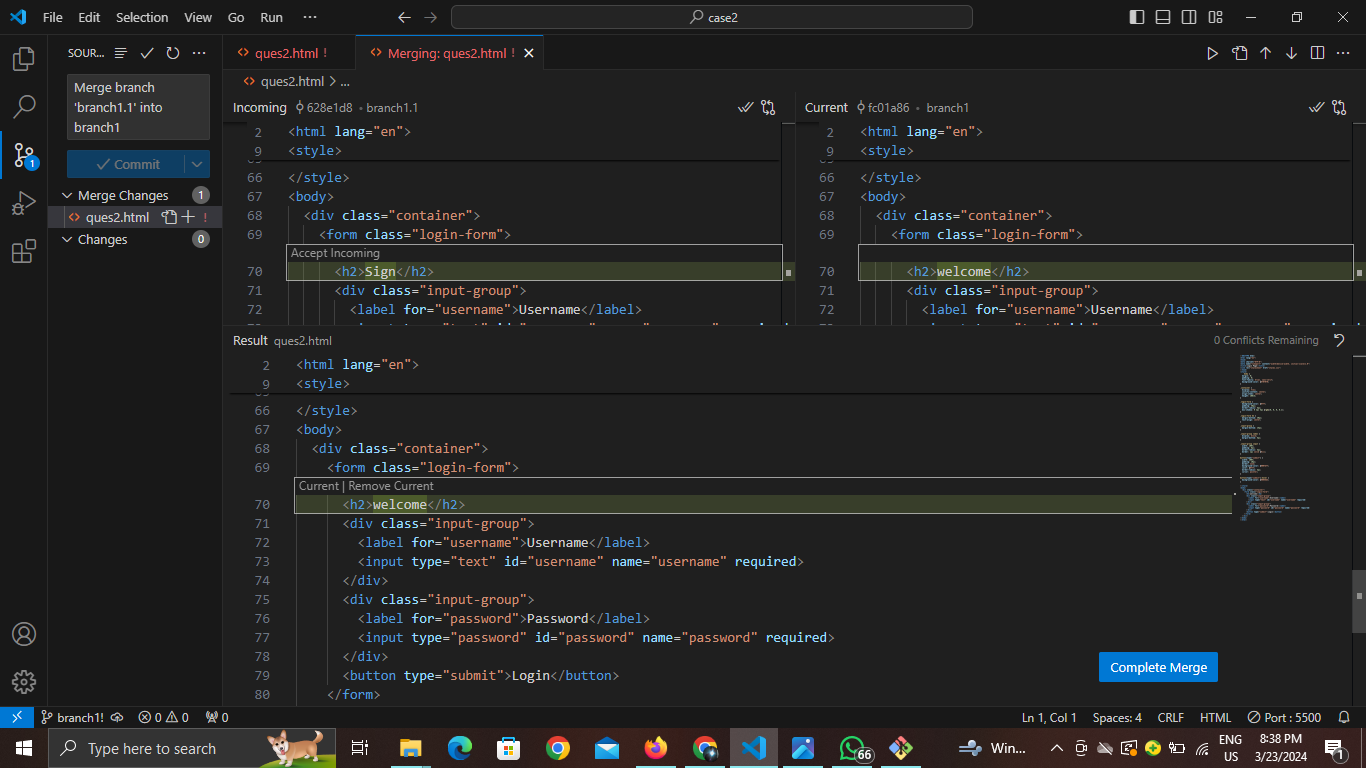 File Edit Selection View Go Run ··· case2
SOUR...
ques2.html !
Merging: ques2.html !
ques2.html > ...
Merge branch
'branch1.1' into
branch1
Commit
Merge Changes 1
ques2.html !
Changes 0
1
Incoming 628e1d8 • branch1.1
2 <html lang="en">
9 <style>
66 </style>
67 <body>
68 <div class="container">
69 <form class="login-form">
Accept Incoming
70 <h2>Sign</h2>
71 <div class="input-group">
72 <label for="username">Username</label>
Current fc01a86 • branch1
2 <html lang="en">
9 <style>
66 </style>
67 <body>
68 <div class="container">
69 <form class="login-form">
70 <h2>welcome</h2>
71 <div class="input-group">
72 <label for="username">Username</label>
Result ques2.html 0 Conflicts Remaining
2 <html lang="en">
9 <style>
66 </style>
67 <body>
68 <div class="container">
69 <form class="login-form">
Current | Remove Current
70 <h2>welcome</h2>
71 <div class="input-group">
72 <label for="username">Username</label>
73 <input type="text" id="username" name="username" required>
74 </div>
75 <div class="input-group">
76 <label for="password">Password</label>
77 <input type="password" id="password" name="password" required>
78 </div>
79 <button type="submit">Login</button>
80 </form>
Complete Merge
branch1! 0 0 0 Ln 1, Col 1 Spaces: 4 CRLF HTML Port : 5500
Type here to search
66
Win...
ENG
US
8:38 PM
3/23/2024
1